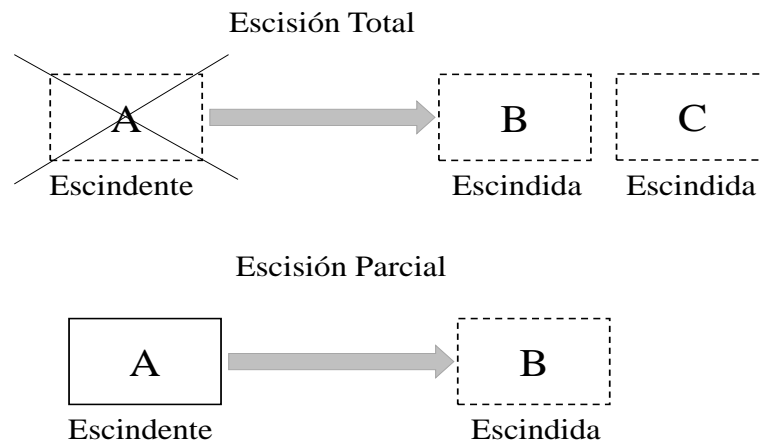 Escisión Total
A
B
C
Escindente
Escindida
Escindida
Escisión Parcial
A
B
Escindente
Escindida